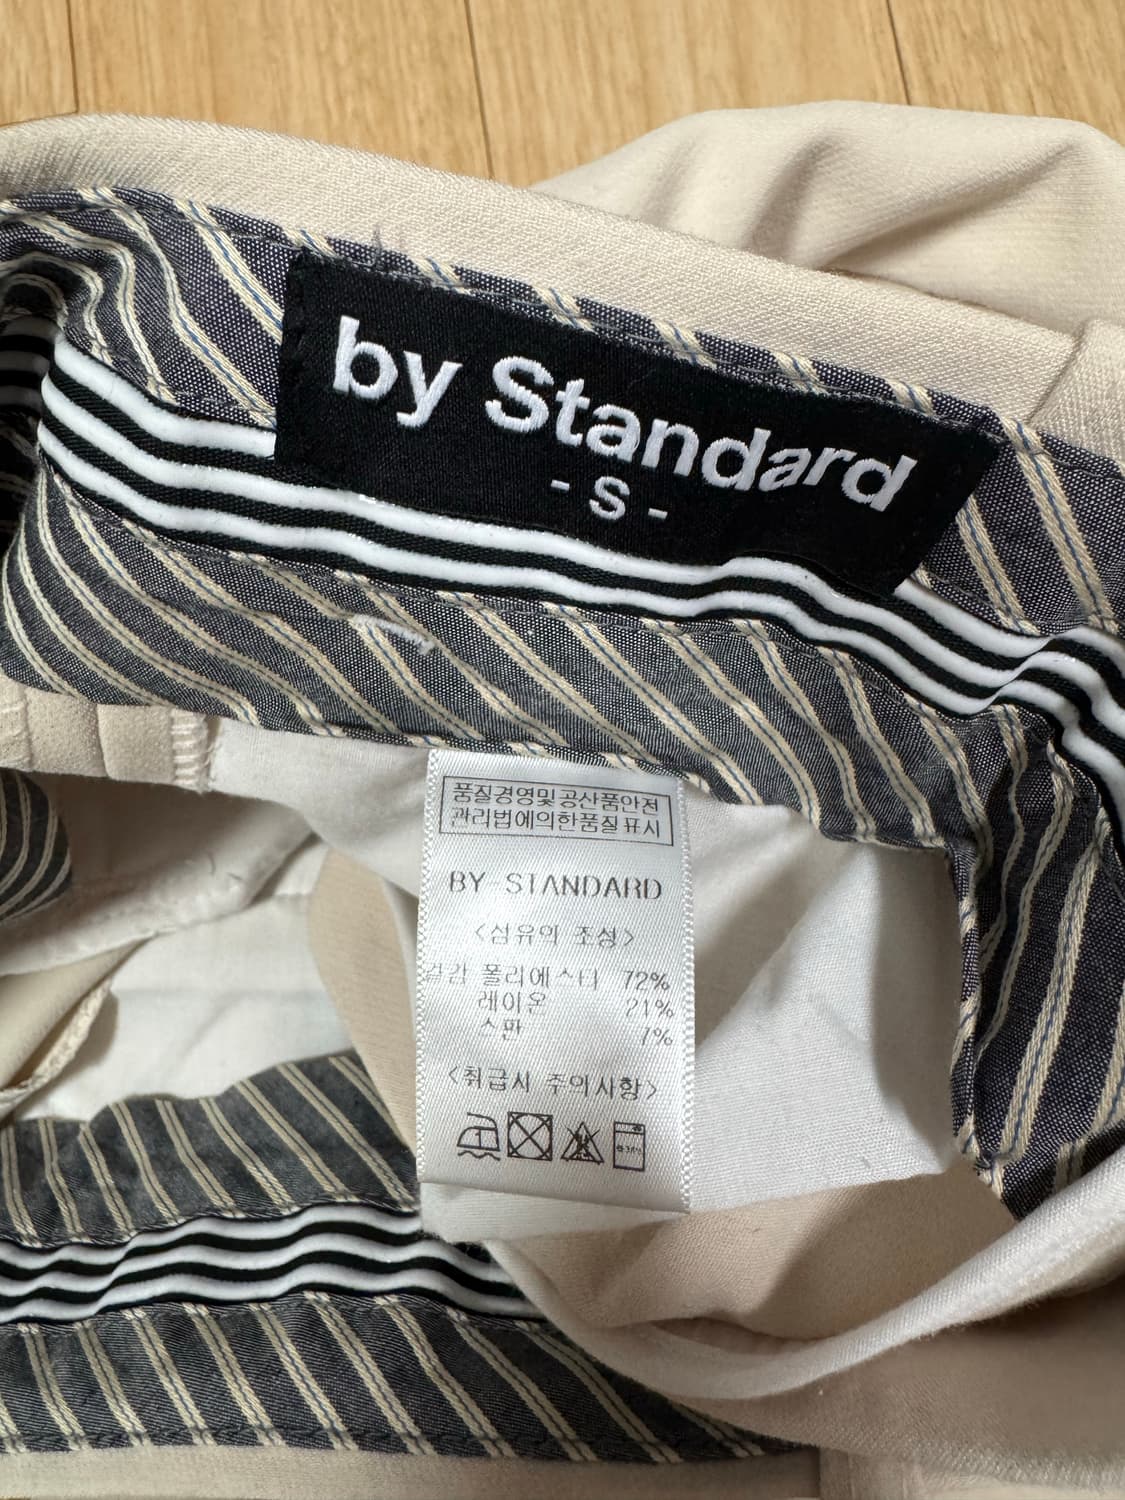 by Standard
- S -
품질경영및공산품안전
관리법에의한품질표시
BY-STANDARD
<섬유의 조성>
겉감 폴리에스터 72%
레이온 21%
스판 7%
<취급시 주의사항>